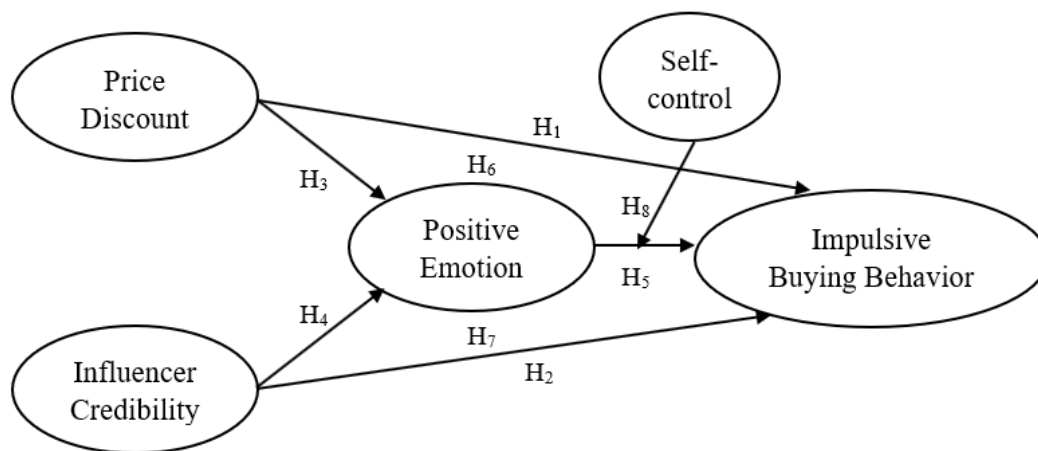 Price
Discount
Self-
control
H₁
H₃
H₆
H₈
Positive
Emotion
Impulsive
Buying Behavior
H₅
H₄
H₇
H₂
Influencer
Credibility